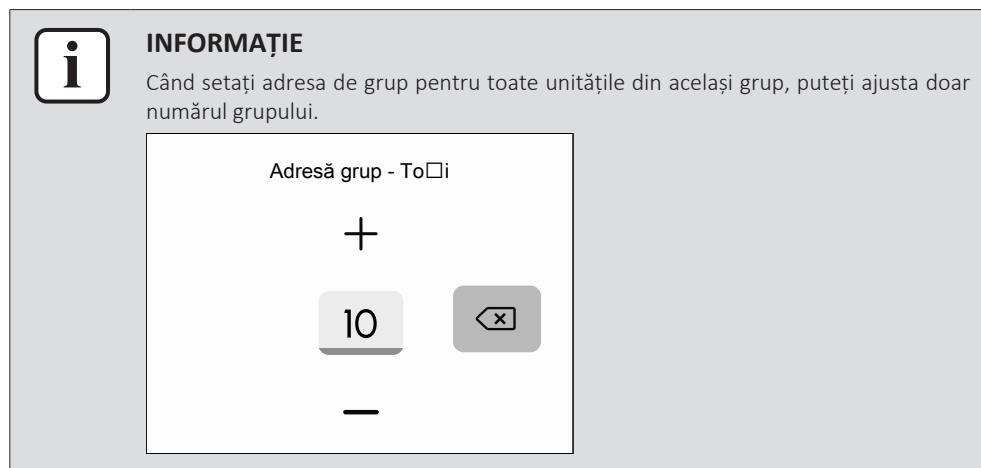 i
INFORMAȚIE
Când setați adresa de grup pentru toate unitățile din același grup, puteți ajusta doar
numărul grupului.
Adresă grup - To□i
+
10
−